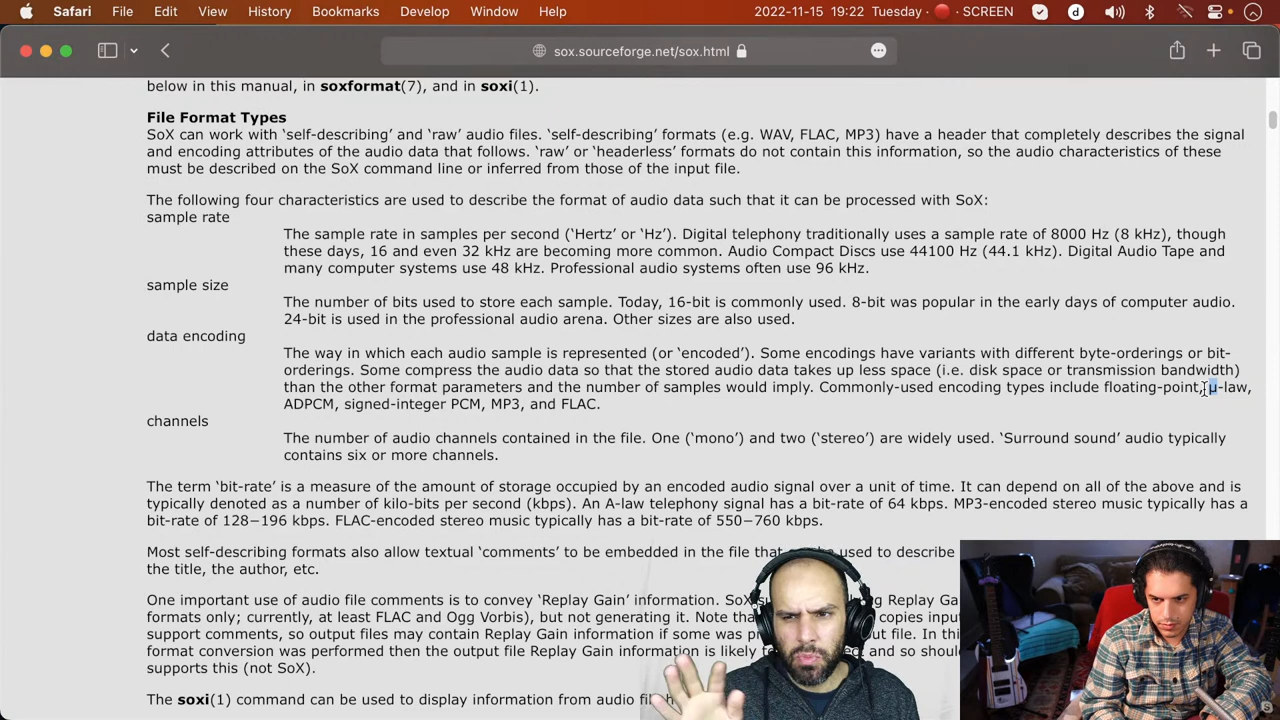 Safari File Edit View History Bookmarks Develop Window Help 2022-11-15 19:22 Tuesday SCREEN
sox.sourceforge.net/sox.html
below in this manual, in soxformat(7), and in soxi(1).
File Format Types
SoX can work with ‘self-describing’ and ‘raw’ audio files. ‘self-describing’ formats (e.g. WAV, FLAC, MP3) have a header that completely describes the signal
and encoding attributes of the audio data that follows. ‘raw’ or ‘headerless’ formats do not contain this information, so the audio characteristics of these
must be described on the SoX command line or inferred from those of the input file.
The following four characteristics are used to describe the format of audio data such that it can be processed with SoX:
sample rate
The sample rate in samples per second (‘Hertz’ or ‘Hz’). Digital telephony traditionally uses a sample rate of 8000 Hz (8 kHz), though
these days, 16 and even 32 kHz are becoming more common. Audio Compact Discs use 44100 Hz (44.1 kHz). Digital Audio Tape and
many computer systems use 48 kHz. Professional audio systems often use 96 kHz.
sample size
The number of bits used to store each sample. Today, 16-bit is commonly used. 8-bit was popular in the early days of computer audio.
24-bit is used in the professional audio arena. Other sizes are also used.
data encoding
The way in which each audio sample is represented (or ‘encoded’). Some encodings have variants with different byte-orderings or bit-
orderings. Some compress the audio data so that the stored audio data takes up less space (i.e. disk space or transmission bandwidth)
than the other format parameters and the number of samples would imply. Commonly-used encoding types include floating-point, μ-law,
ADPCM, signed-integer PCM, MP3, and FLAC.
channels
The number of audio channels contained in the file. One (‘mono’) and two (‘stereo’) are widely used. ‘Surround sound’ audio typically
contains six or more channels.
The term ‘bit-rate’ is a measure of the amount of storage occupied by an encoded audio signal over a unit of time. It can depend on all of the above and is
typically denoted as a number of kilo-bits per second (kbps). An A-law telephony signal has a bit-rate of 64 kbps. MP3-encoded stereo music typically has a
bit-rate of 128−196 kbps. FLAC-encoded stereo music typically has a bit-rate of 550−760 kbps.
Most self-describing formats also allow textual ‘comments’ to be embedded in the file that can be used to describe
the title, the author, etc.
One important use of audio file comments is to convey ‘Replay Gain’ information. SoX Replay Ga
formats only; currently, at least FLAC and Ogg Vorbis), but not generating it. Note tha copies input
support comments, so output files may contain Replay Gain information if some was pr file. In thi
format conversion was performed then the output file Replay Gain information is likely and so shou
supports this (not SoX).
The soxi(1) command can be used to display information from audio fil